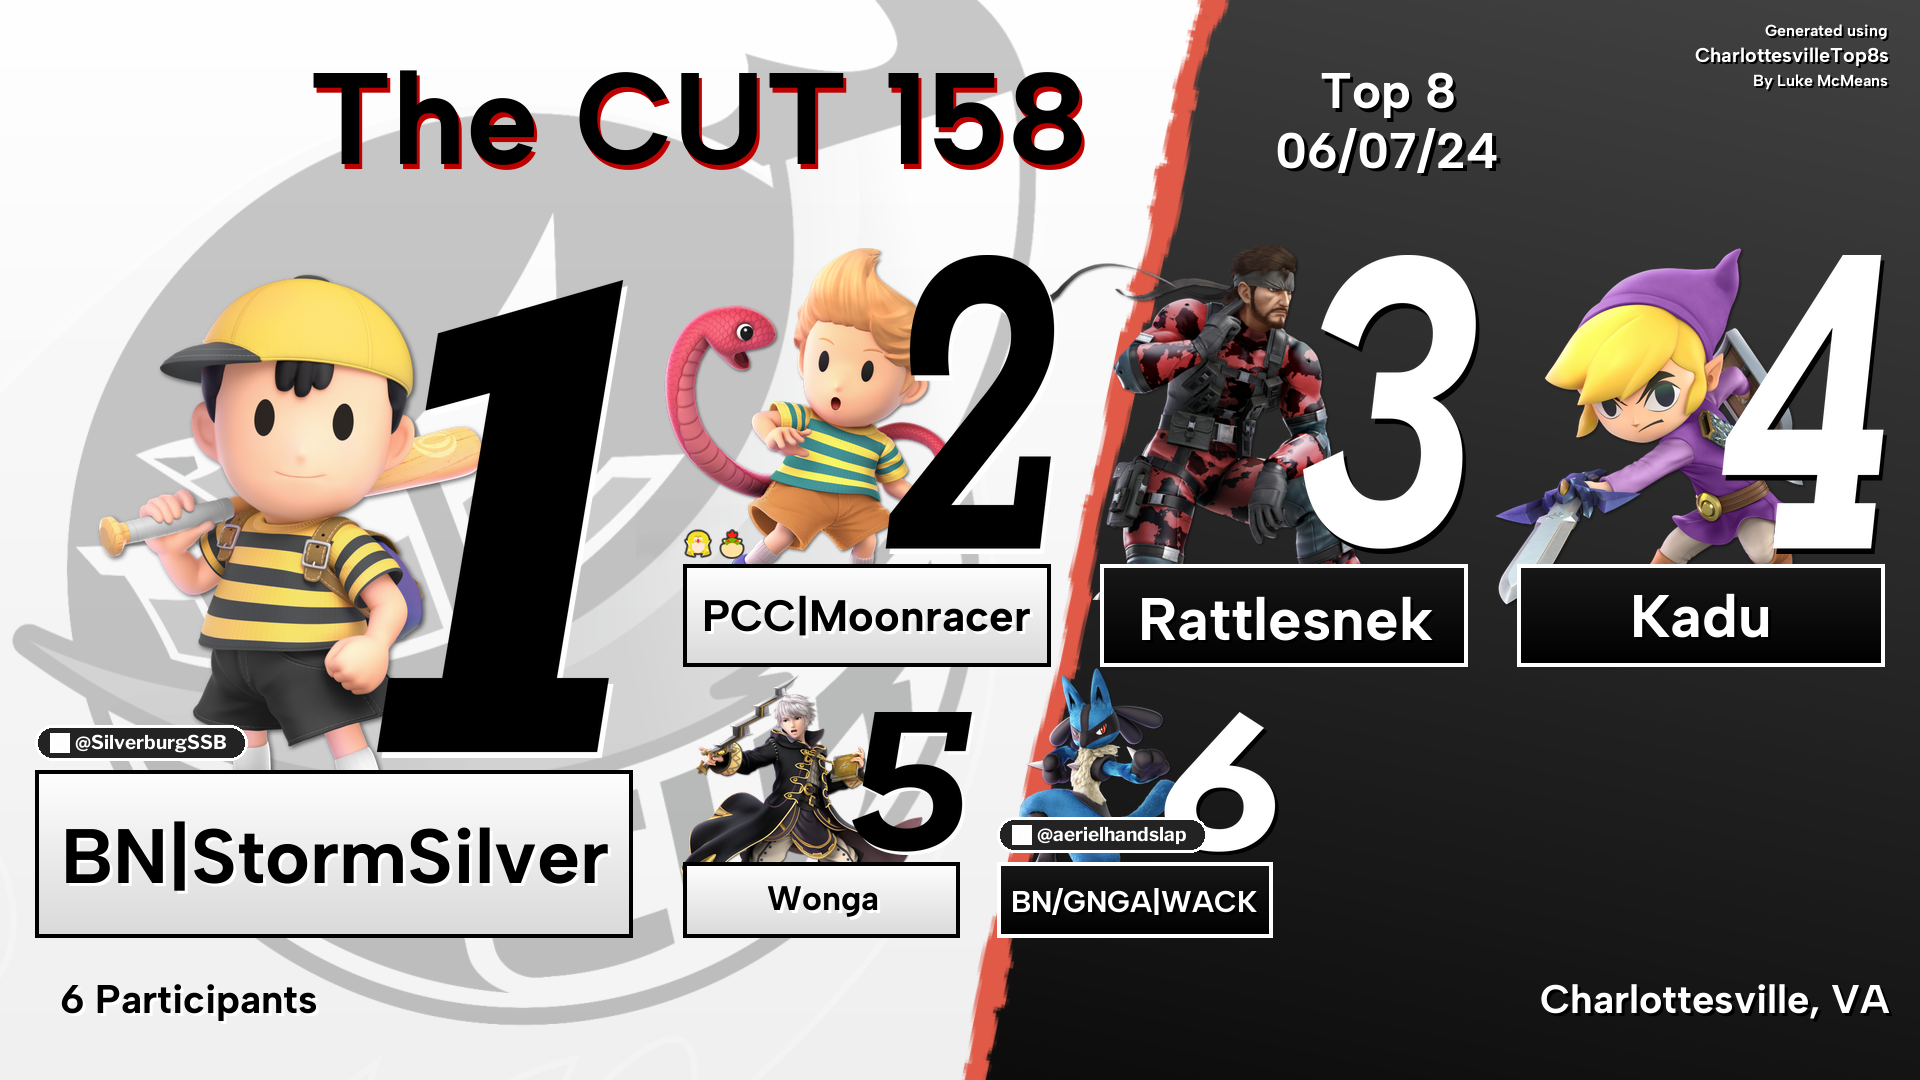 The CUT 158
Top 8
06/07/24
Generated using
CharlottesvilleTop8s
By Luke McMeans
1
2
3
4
@SilverburgSSB
BN|StormSilver
PCC|Moonracer
Rattlesnek
Kadu
5
6
@aerielhandslap
Wonga
BN/GNGA|WACK
6 Participants
Charlottesville, VA